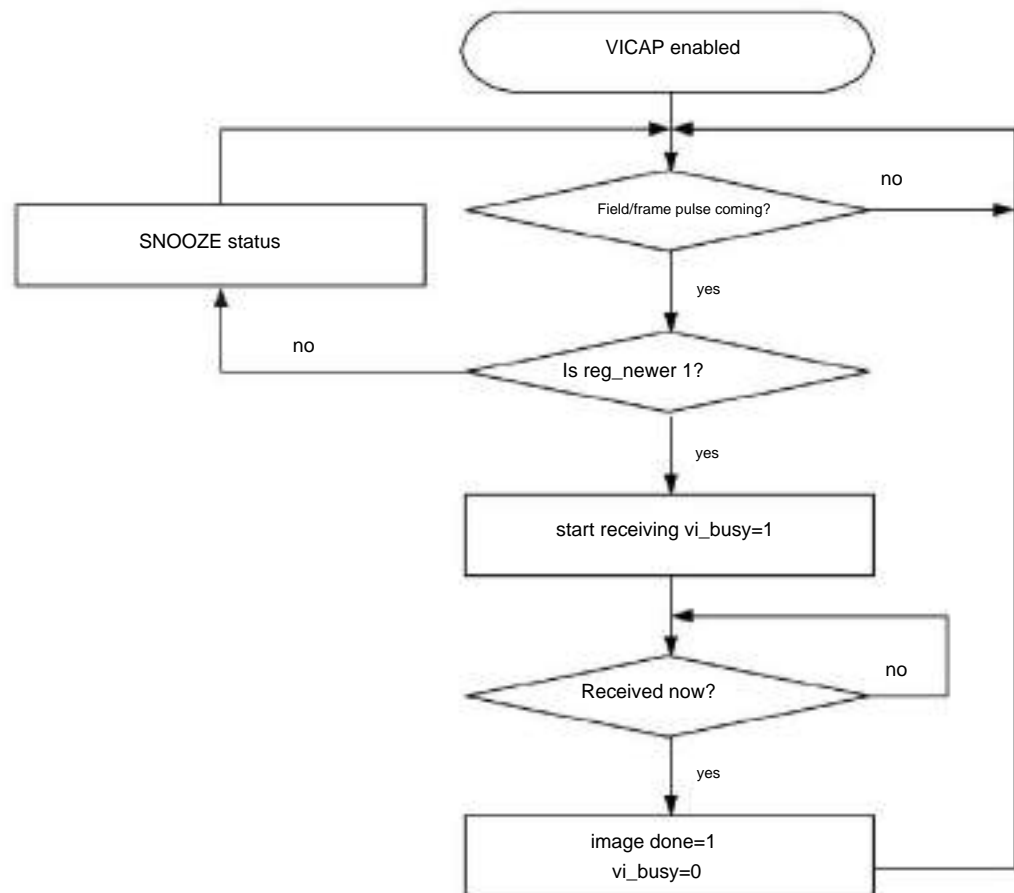 VICAP enabled
no
Field/frame pulse coming?
SNOOZE status
yes
no
Is reg_newer 1?
yes
start receiving vi_busy=1
Received now?
no
yes
image done=1
vi_busy=0